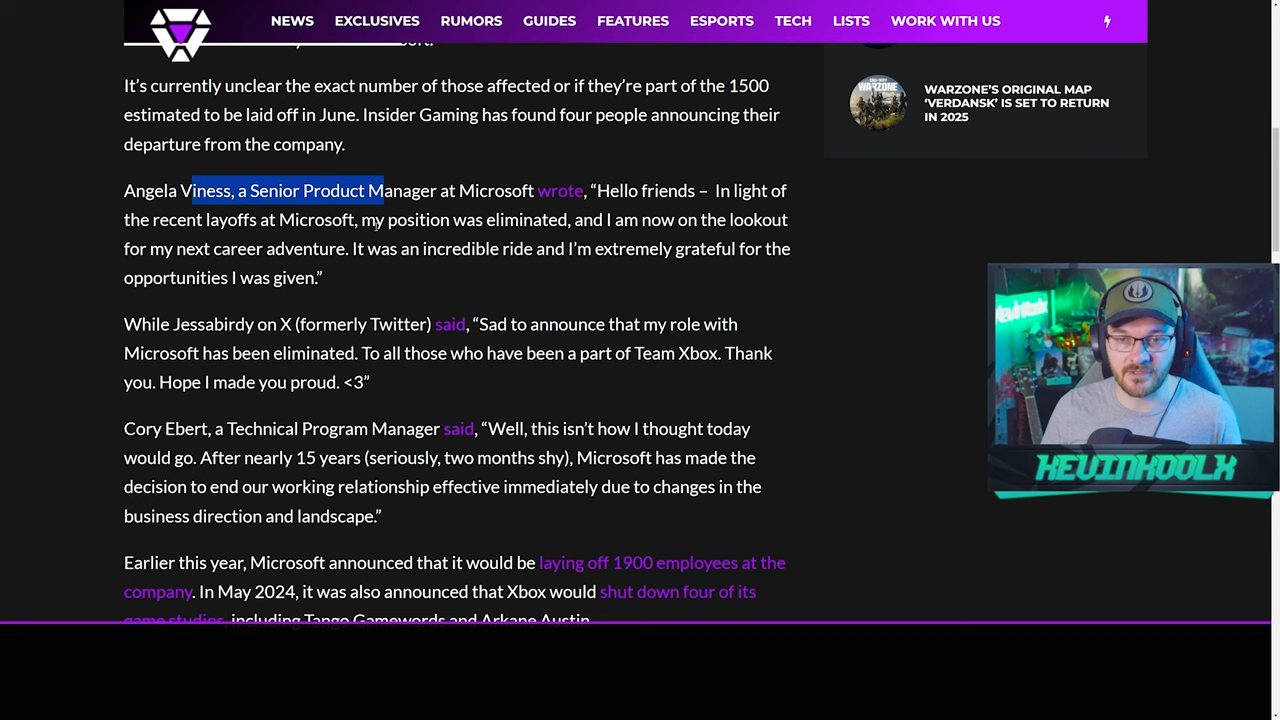 NEWS EXCLUSIVES RUMORS GUIDES FEATURES ESPORTS TECH LISTS WORK WITH US
It’s currently unclear the exact number of those affected or if they’re part of the 1500
estimated to be laid off in June. Insider Gaming has found four people announcing their
departure from the company.
Angela Viness, a Senior Product Manager at Microsoft wrote, “Hello friends – In light of
the recent layoffs at Microsoft, my position was eliminated, and I am now on the lookout
for my next career adventure. It was an incredible ride and I’m extremely grateful for the
opportunities I was given.”
While Jessabirdy on X (formerly Twitter) said, “Sad to announce that my role with
Microsoft has been eliminated. To all those who have been a part of Team Xbox. Thank
you. Hope I made you proud. <3”
Cory Ebert, a Technical Program Manager said, “Well, this isn’t how I thought today
would go. After nearly 15 years (seriously, two months shy), Microsoft has made the
decision to end our working relationship effective immediately due to changes in the
business direction and landscape.”
Earlier this year, Microsoft announced that it would be laying off 1900 employees at the
company. In May 2024, it was also announced that Xbox would shut down four of its
game studios, including Tango Gamewords and Arkane Austin.
WARZONE
WARZONE’S ORIGINAL MAP
‘VERDANSK’ IS SET TO RETURN
IN 2025
KEVINKOOLX